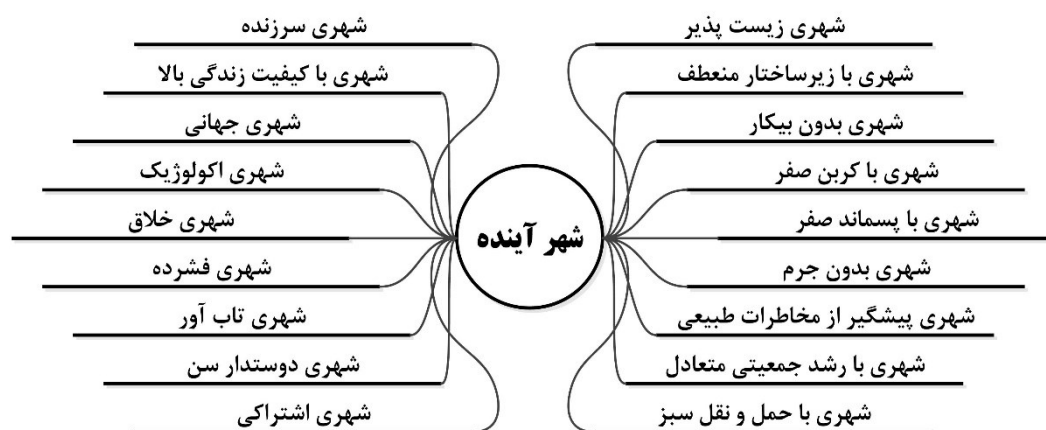 شهر آینده
شهری زیست پذیر
شهری با زیرساختار منعطف
شهری بدون بیکار
شهری با کربن صفر
شهری با پسماند صفر
شهری بدون جرم
شهری پیشگیر از مخاطرات طبیعی
شهری با رشد جمعیتی متعادل
شهری با حمل و نقل سبز
شهری سرزنده
شهری با کیفیت زندگی بالا
شهری جهانی
شهری اکولوژیک
شهری خلاق
شهری فشرده
شهری تاب آور
شهری دوستدار سن
شهری اشتراکی